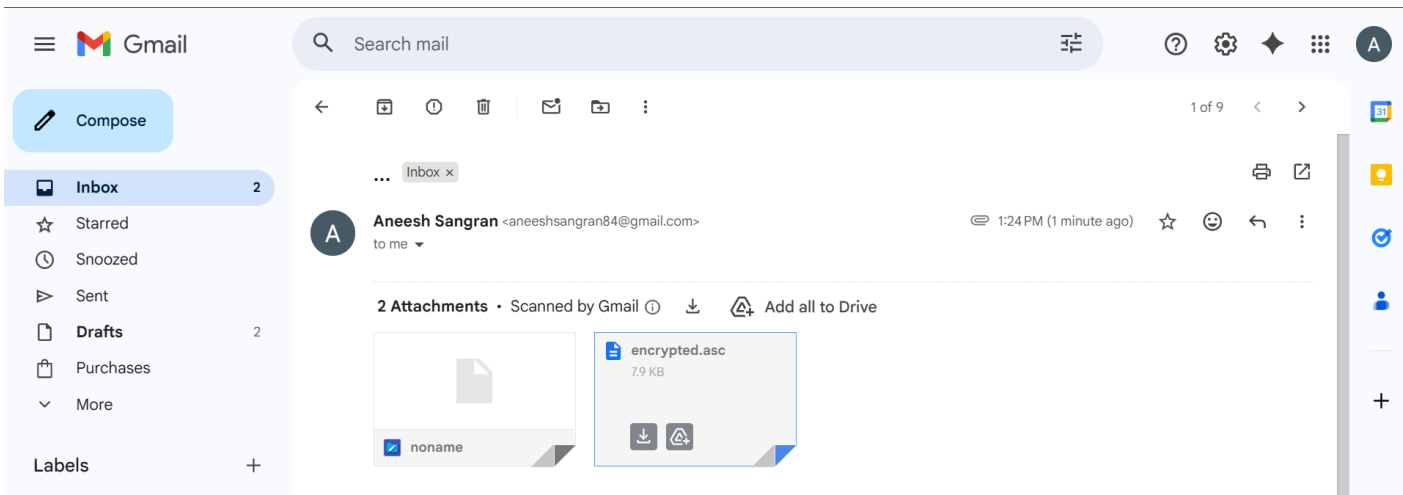 Gmail
Search mail
A
Compose
1 of 9
31
Inbox 2
Starred
Snoozed
Sent
Drafts 2
Purchases
More
Labels
... Inbox ×
A
Aneesh Sangran <aneeshsangran84@gmail.com>
1:24 PM (1 minute ago)
to me
2 Attachments • Scanned by Gmail
Add all to Drive
noname
encrypted.asc
7.9 KB